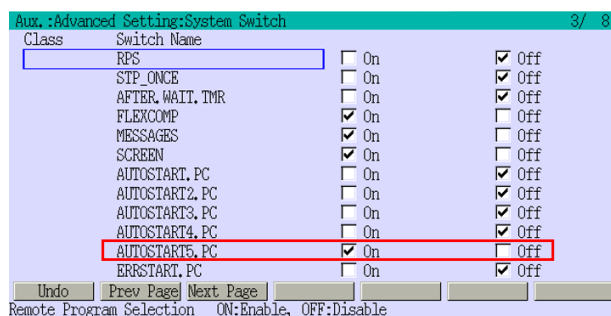 Aux.:Advanced Setting:System Switch 3/ 8
Class Switch Name
RPS On Off
STP_ONCE On Off
AFTER.WAIT.TMR On Off
FLEXCOMP On Off
MESSAGES On Off
SCREEN On Off
AUTOSTART.PC On Off
AUTOSTART2.PC On Off
AUTOSTART3.PC On Off
AUTOSTART4.PC On Off
AUTOSTART5.PC On Off
ERRSTART.PC On Off
Undo Prev Page Next Page
Remote Program Selection ON:Enable, OFF:Disable